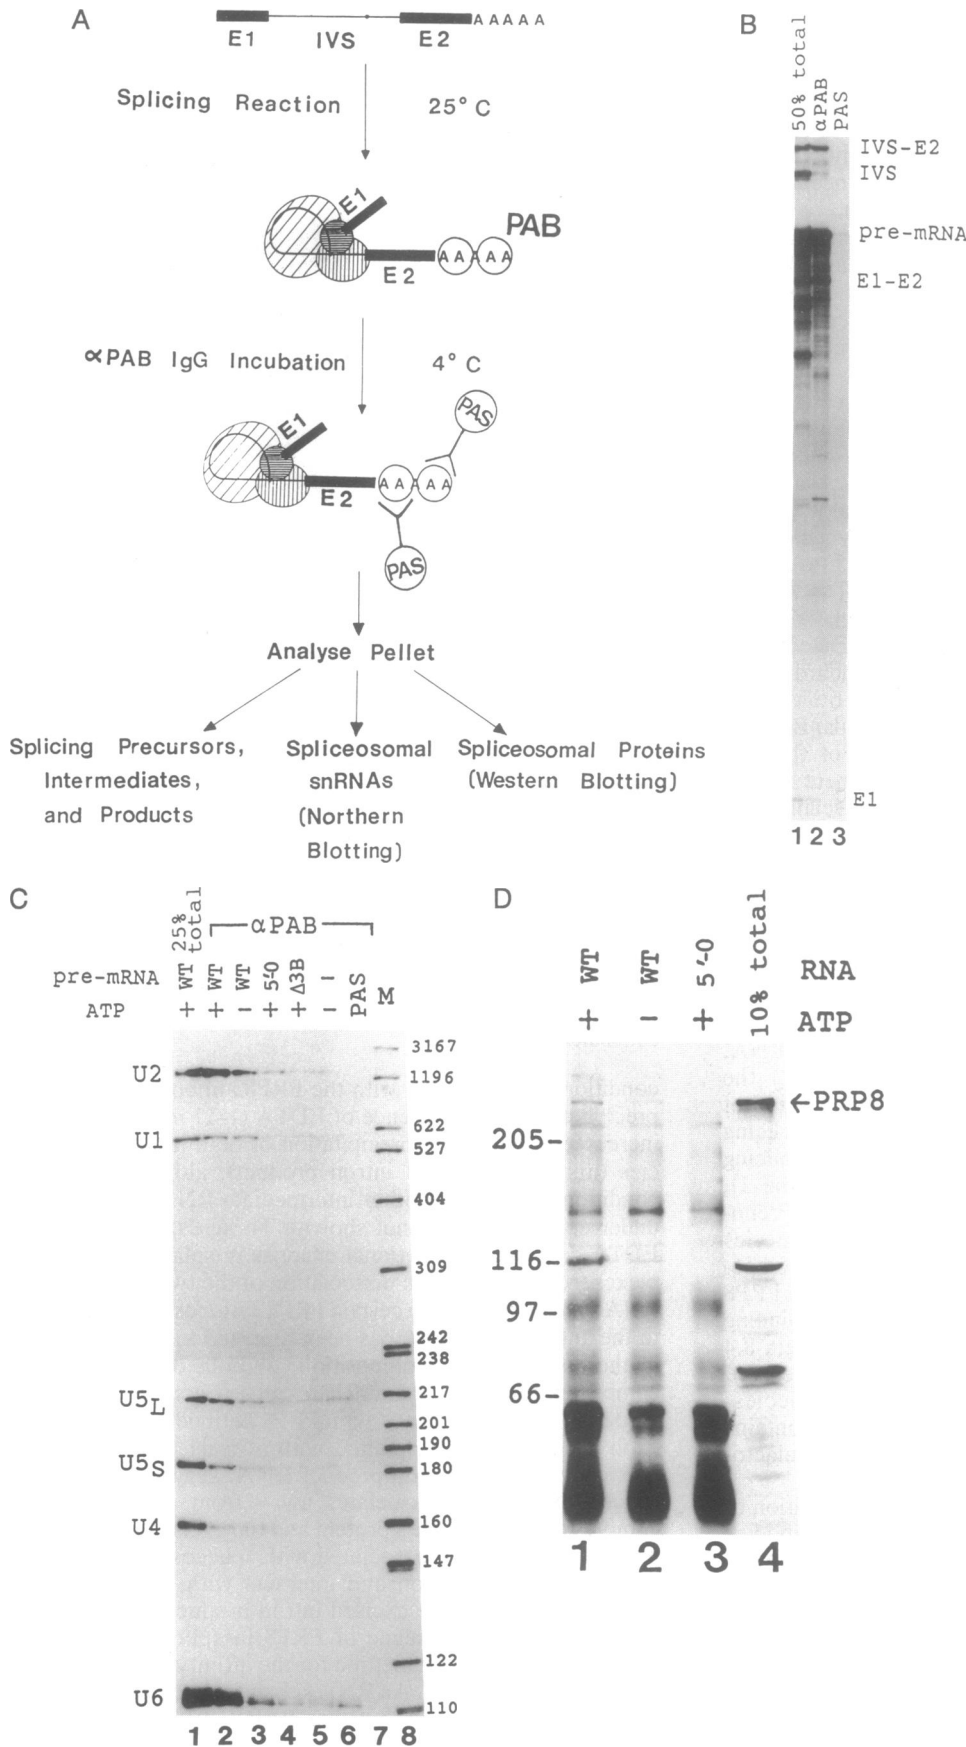 A
E1 IVS E2 AAAAA
Splicing Reaction 25° C
E1
PAB
AA AAA
E2
∝PAB IgG Incubation 4° C
PAS
E1
AA AAA
E2
PAS
Analyse Pellet
Splicing Precursors,
Intermediates,
and Products
Spliceosomal
snRNAs
(Northern
Blotting)
Spliceosomal Proteins
(Western Blotting)
B
50% total
αPAB
PAS
IVS-E2
IVS
pre-mRNA
E1-E2
E1
1 2 3
C
25% total
αPAB
pre-mRNA WT WT WT 5'-0 Δ3B - PAS M
ATP + + - + + -
3167
U2 1196
622
U1 527
404
309
242
238
U5L 217
201
190
U5S 180
U4 160
147
122
U6 110
1 2 3 4 5 6 7 8
D
WT WT 5'-0 10% total RNA
+ - + ATP
←PRP8
205-
116-
97-
66-
1 2 3 4